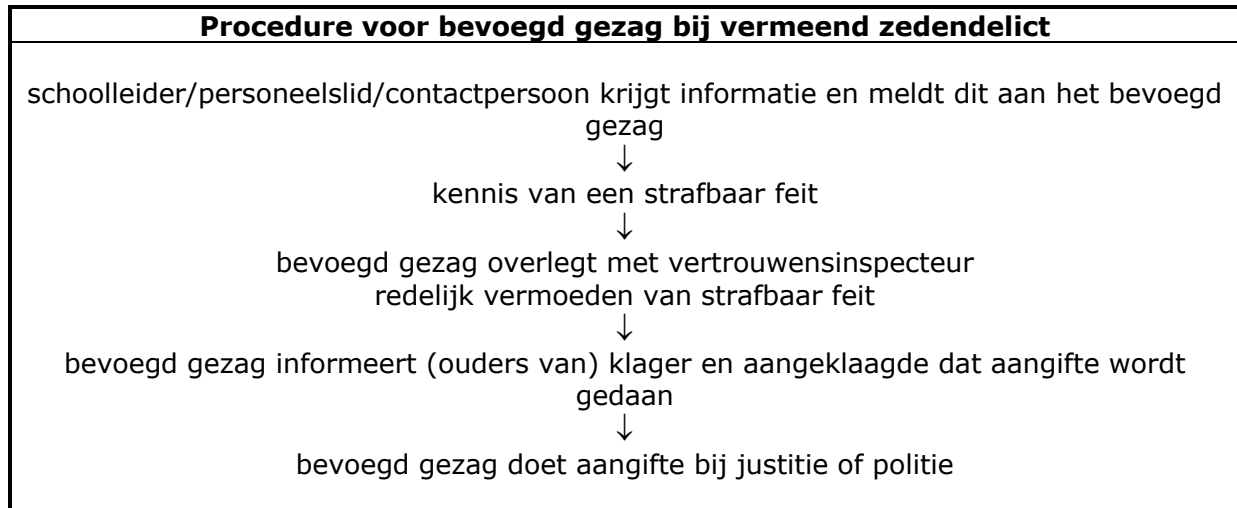 Procedure voor bevoegd gezag bij vermeend zedendelict
schoolleider/personeelslid/contactpersoon krijgt informatie en meldt dit aan het bevoegd
gezag
↓
kennis van een strafbaar feit
↓
bevoegd gezag overlegt met vertrouwensinspecteur
redelijk vermoeden van strafbaar feit
↓
bevoegd gezag informeert (ouders van) klager en aangeklaagde dat aangifte wordt
gedaan
↓
bevoegd gezag doet aangifte bij justitie of politie